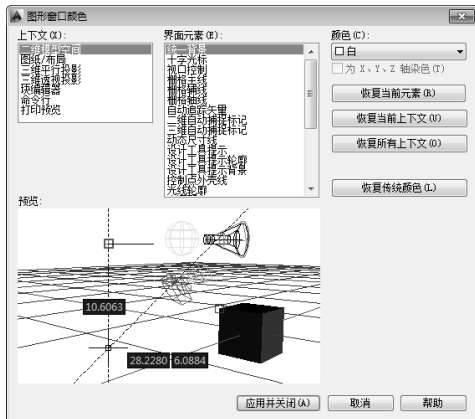 图形窗口颜色
上下文(X):
二维模型空间
图纸/布局
三维平行投影
三维透视投影
块编辑器
命令行
打印预览
界面元素(E):
统一背景
十字光标
视口控制
栅格主线
栅格辅线
栅格轴线
自动追踪矢量
二维自动捕捉标记
三维自动捕捉标记
动态尺寸线
设计工具提示
设计工具提示轮廓
设计工具提示背景
控制点外壳线
光线轮廓
颜色(C):
白
为 X、Y、Z 轴染色(T)
恢复当前元素(R)
恢复当前上下文(U)
恢复所有上下文(O)
恢复传统颜色(L)
预览:
10.6063
28.2280 6.0884
应用并关闭(A)
取消
帮助